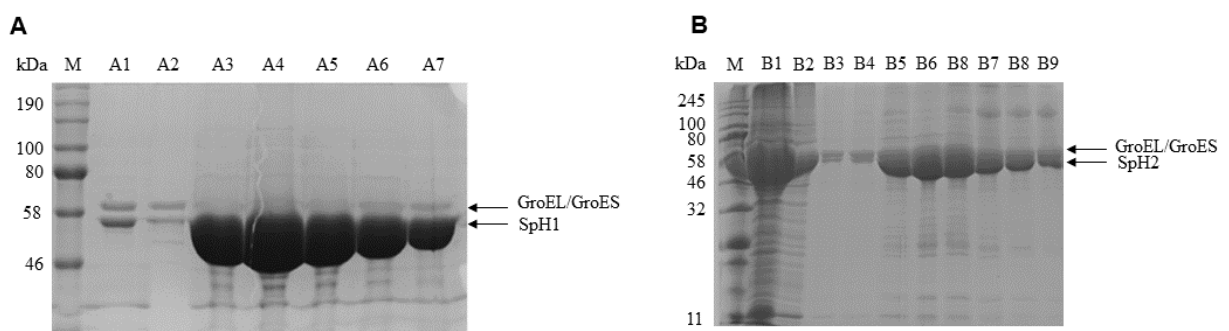 A
kDa M A1 A2 A3 A4 A5 A6 A7
190
100
80
58
46
GroEL/GroES
SpH1
B
kDa M B1 B2 B3 B4 B5 B6 B8 B7 B8 B9
245
100
80
58
46
32
11
GroEL/GroES
SpH2